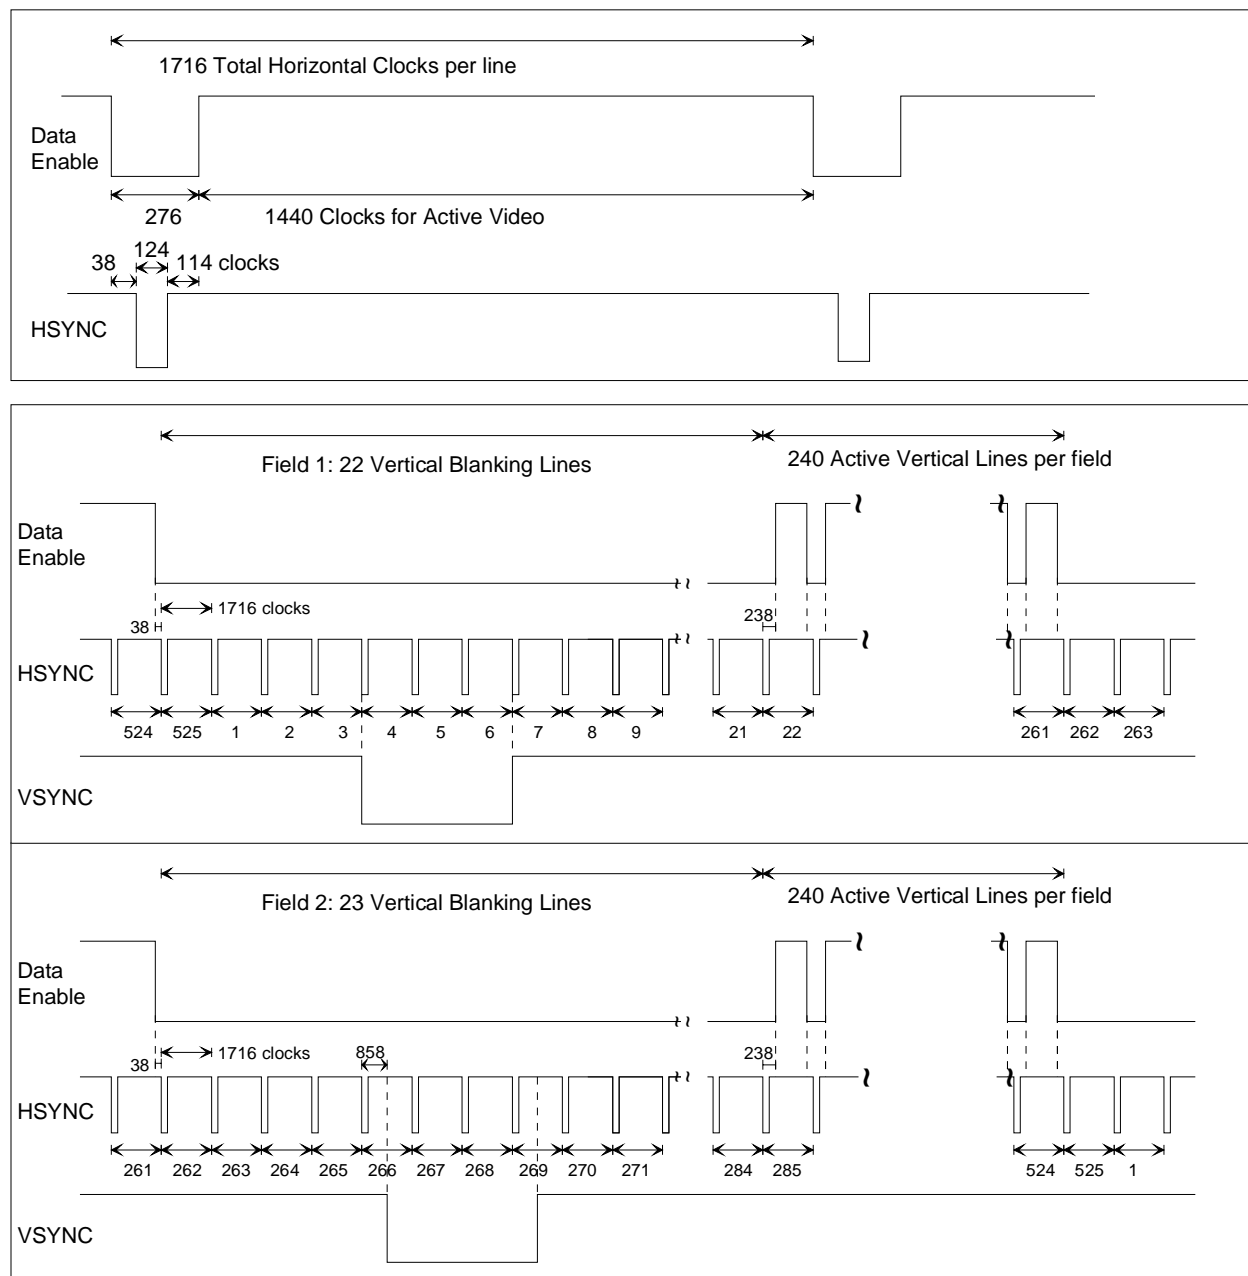 1716 Total Horizontal Clocks per line
Data
Enable
276
1440 Clocks for Active Video
124
38
114 clocks
HSYNC
Field 1: 22 Vertical Blanking Lines
240 Active Vertical Lines per field
Data
Enable
1716 clocks
38
238
HSYNC
524 525 1 2 3 4 5 6 7 8 9 21 22 261 262 263
VSYNC
Field 2: 23 Vertical Blanking Lines
240 Active Vertical Lines per field
Data
Enable
38
1716 clocks
858
238
HSYNC
261 262 263 264 265 266 267 268 269 270 271 284 285 524 525 1
VSYNC